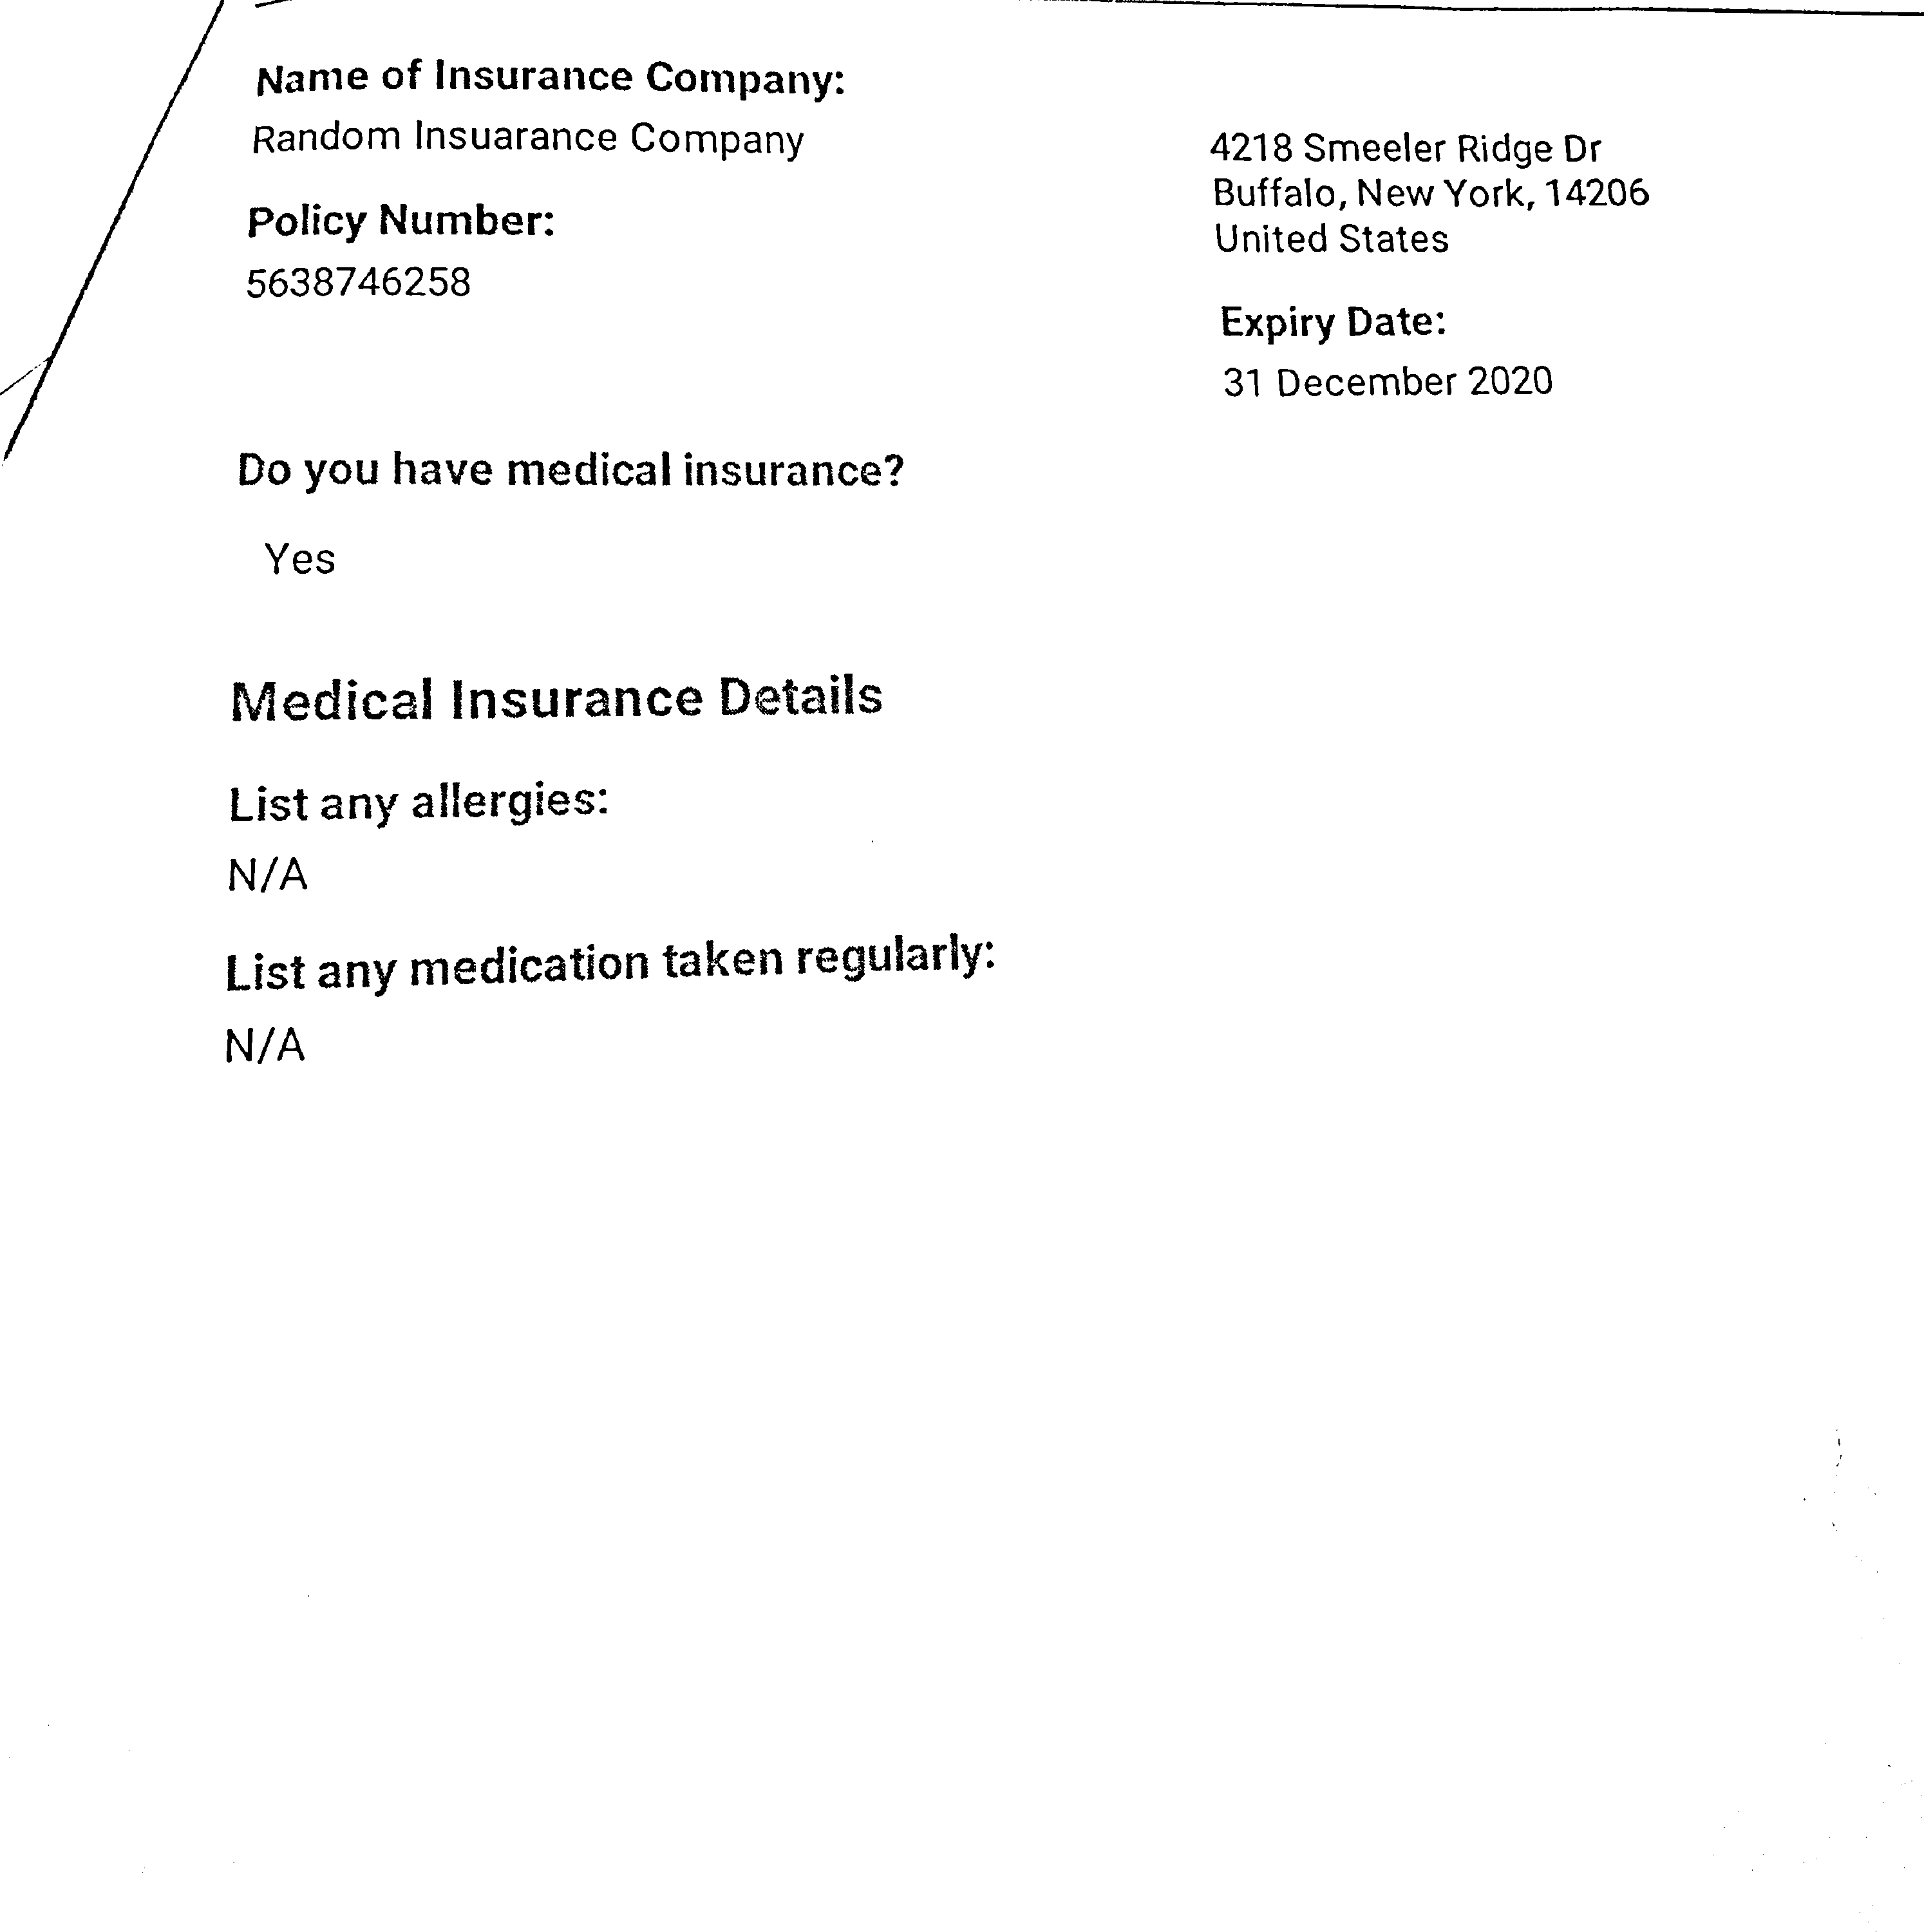 Name of Insurance Company:
Random Insuarance Company
4218 Smeeler Ridge Dr
Buffalo, New York, 14206
United States
Policy Number:
5638746258
Expiry Date:
31 December 2020
Do you have medical insurance?
Yes
Medical Insurance Details
List any allergies:
N/A
List any medication taken regularly:
N/A